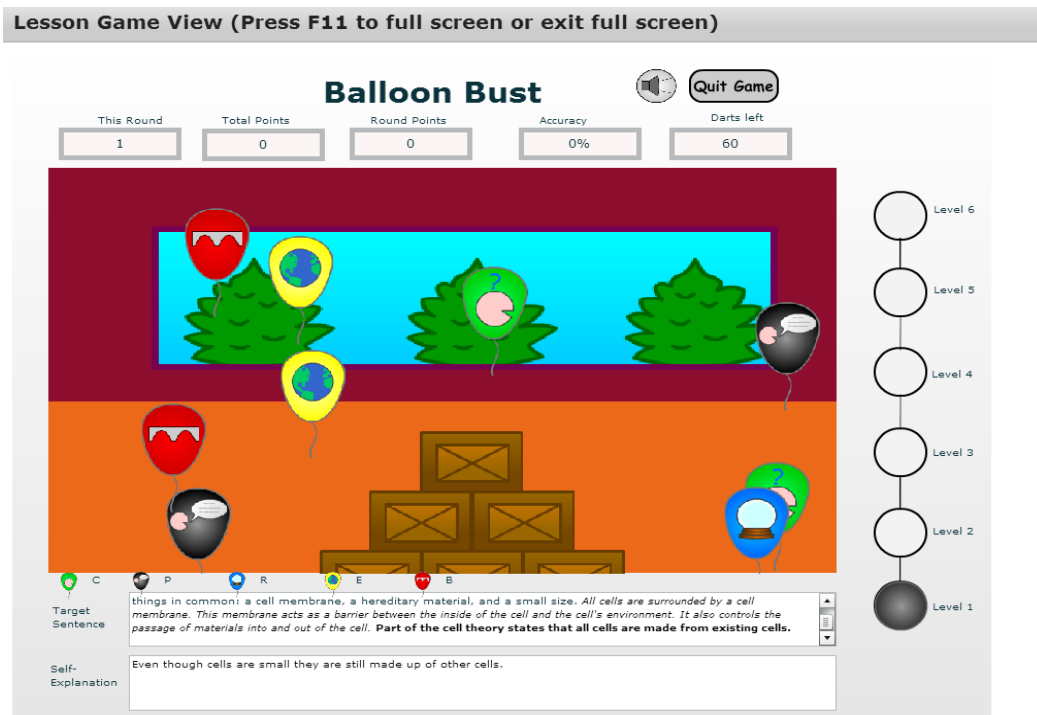 Lesson Game View (Press F11 to full screen or exit full screen)
Balloon Bust
Quit Game
This Round
Total Points
Round Points
Accuracy
Darts left
1
0
0
0%
60
Level 6
Level 5
Level 4
Level 3
Level 2
Level 1
?
?
C
P
R
E
B
Target
Sentence
things in common: a cell membrane, a hereditary material, and a small size. All cells are surrounded by a cell
membrane. This membrane acts as a barrier between the inside of the cell and the cell's environment. It also controls the
passage of materials into and out of the cell. Part of the cell theory states that all cells are made from existing cells.
Self-
Explanation
Even though cells are small they are still made up of other cells.